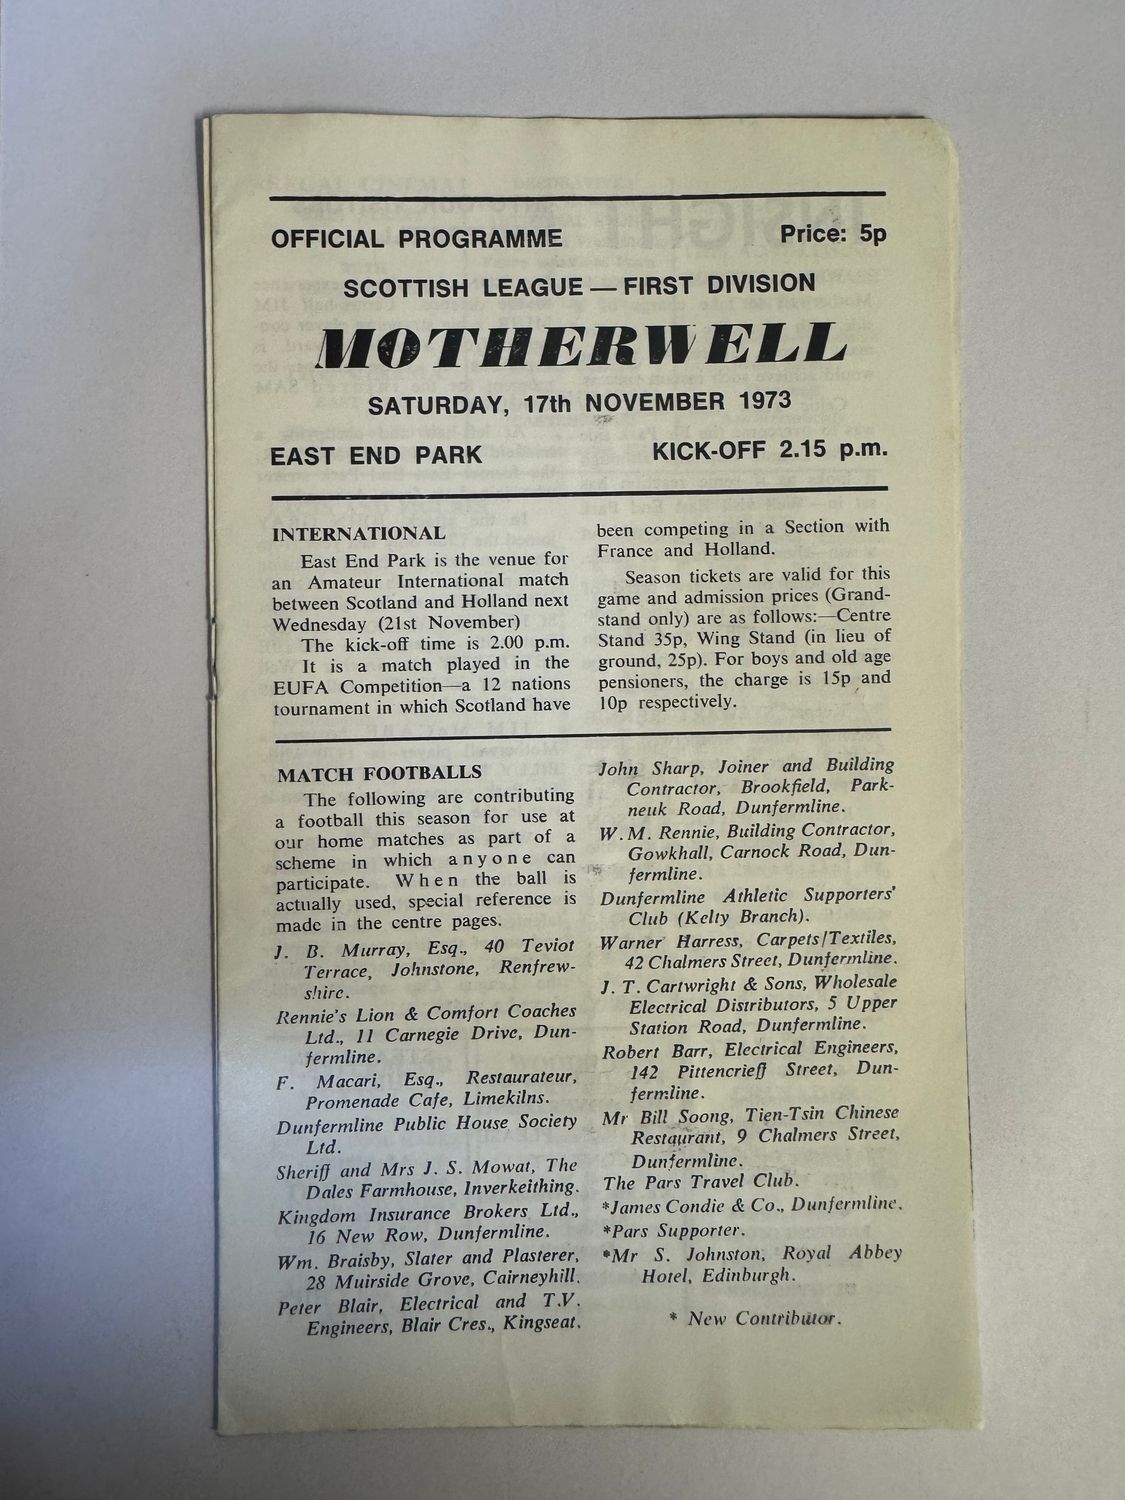 OFFICIAL PROGRAMME Price: 5p
SCOTTISH LEAGUE — FIRST DIVISION
MOTHERWELL
SATURDAY, 17th NOVEMBER 1973
EAST END PARK KICK-OFF 2.15 p.m.
INTERNATIONAL
East End Park is the venue for
an Amateur International match
between Scotland and Holland next
Wednesday (21st November)
The kick-off time is 2.00 p.m.
It is a match played in the
EUFA Competition—a 12 nations
tournament in which Scotland have
been competing in a Section with
France and Holland.
Season tickets are valid for this
game and admission prices (Grand-
stand only) are as follows:—Centre
Stand 35p, Wing Stand (in lieu of
ground, 25p). For boys and old age
pensioners, the charge is 15p and
10p respectively.
MATCH FOOTBALLS
The following are contributing
a football this season for use at
our home matches as part of a
scheme in which anyone can
participate. When the ball is
actually used, special reference is
made in the centre pages.
J. B. Murray, Esq., 40 Teviot
Terrace, Johnstone, Renfrew-
shire.
Rennie's Lion & Comfort Coaches
Ltd., 11 Carnegie Drive, Dun-
fermline.
F. Macari, Esq., Restaurateur,
Promenade Cafe, Limekilns.
Dunfermline Public House Society
Ltd.
Sheriff and Mrs J. S. Mowat, The
Dales Farmhouse, Inverkeithing.
Kingdom Insurance Brokers Ltd.,
16 New Row, Dunfermline.
Wm. Braisby, Slater and Plasterer,
28 Muirside Grove, Cairneyhill.
Peter Blair, Electrical and T.V.
Engineers, Blair Cres., Kingseat.
John Sharp, Joiner and Building
Contractor, Brookfield, Park-
neuk Road, Dunfermline.
W. M. Rennie, Building Contractor,
Gowkhall, Carnock Road, Dun-
fermline.
Dunfermline Athletic Supporters'
Club (Kelty Branch).
Warner Harress, Carpets/Textiles,
42 Chalmers Street, Dunfermline.
J. T. Cartwright & Sons, Wholesale
Electrical Distributors, 5 Upper
Station Road, Dunfermline.
Robert Barr, Electrical Engineers,
142 Pittencrieff Street, Dun-
fermline.
Mr Bill Soong, Tien-Tsin Chinese
Restaurant, 9 Chalmers Street,
Dunfermline.
The Pars Travel Club.
*James Condie & Co., Dunfermline.
*Pars Supporter.
*Mr S. Johnston, Royal Abbey
Hotel, Edinburgh.
* New Contributor.